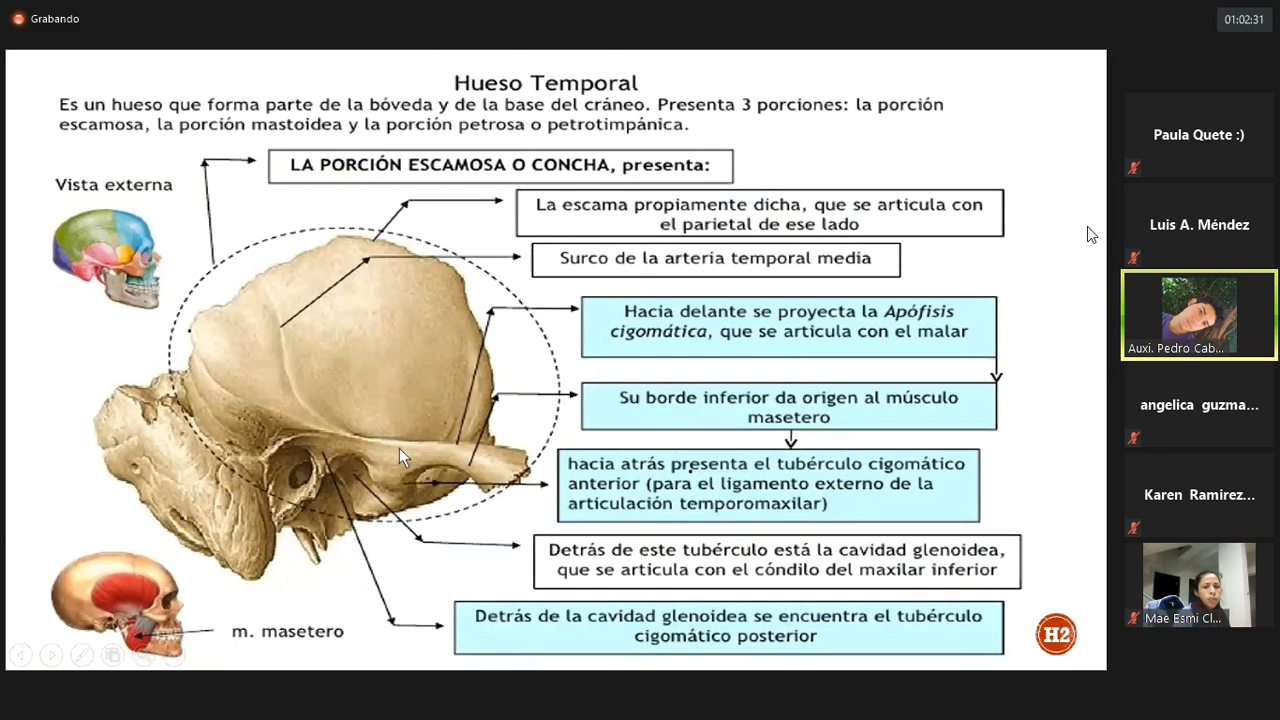 Grabando
01:02:31
Hueso Temporal
Es un hueso que forma parte de la bóveda y de la base del cráneo. Presenta 3 porciones: la porción
escamosa, la porción mastoidea y la porción petrosa o petrotimpánica.
LA PORCIÓN ESCAMOSA O CONCHA, presenta:
Vista externa
La escama propiamente dicha, que se articula con
el parietal de ese lado
Surco de la arteria temporal media
Hacia delante se proyecta la Apófisis
cigomática, que se articula con el malar
Su borde inferior da origen al músculo
masetero
hacia atrás presenta el tubérculo cigomático
anterior (para el ligamento externo de la
articulación temporomaxilar)
Detrás de este tubérculo está la cavidad glenoidea,
que se articula con el cóndilo del maxilar inferior
Detrás de la cavidad glenoidea se encuentra el tubérculo
cigomático posterior
m. masetero
H2
Paula Quete :)
Luis A. Méndez
Auxi. Pedro Cab...
angelica guzma...
Karen Ramirez...
Mae Esmi Cl...